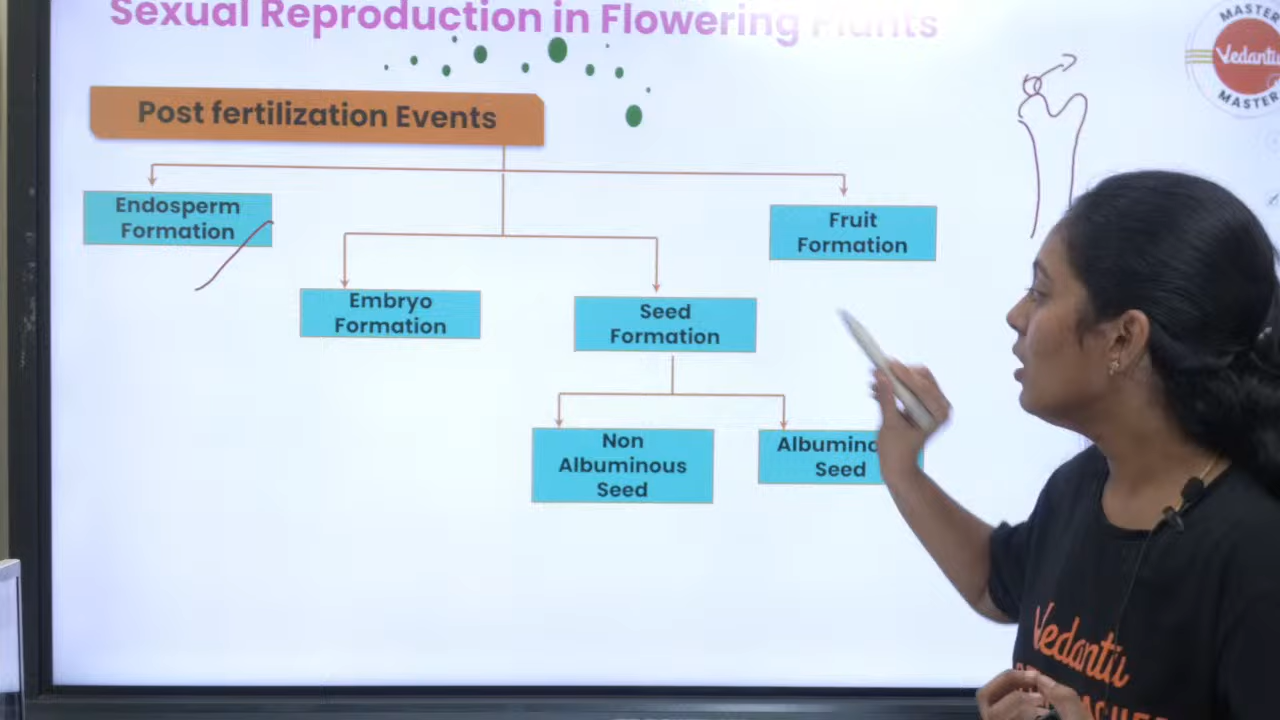 Sexual Reproduction in Flowering Plants
MASTER
Vedantu
MASTER
Post fertilization Events
Endosperm
Formation
Fruit
Formation
Embryo
Formation
Seed
Formation
Non
Albuminous
Seed
Seed
Vedantu